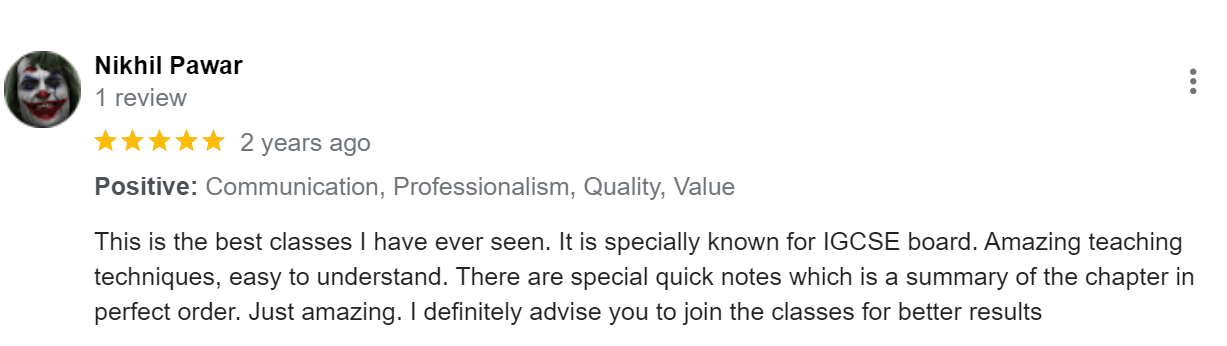 Nikhil Pawar
1 review
2 years ago
Positive: Communication, Professionalism, Quality, Value
This is the best classes I have ever seen. It is specially known for IGCSE board. Amazing teaching
techniques, easy to understand. There are special quick notes which is a summary of the chapter in
perfect order. Just amazing. I definitely advise you to join the classes for better results